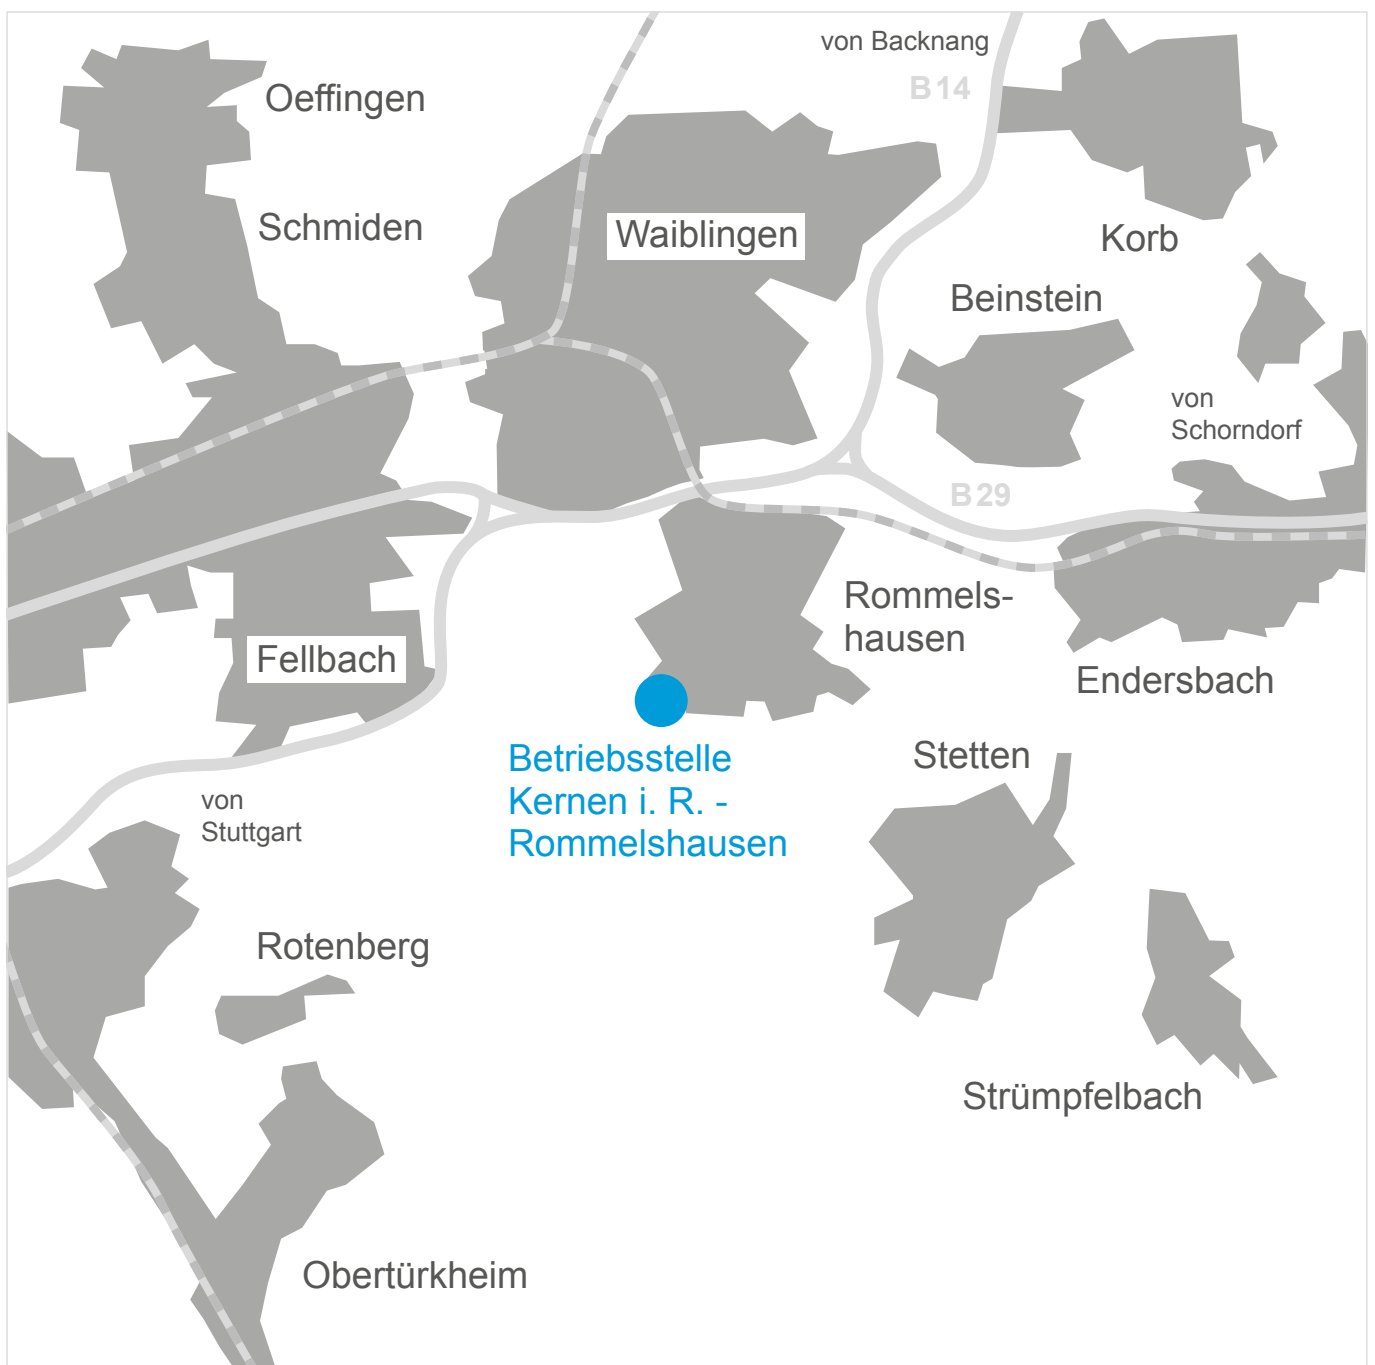 von Backnang
B 14
Oeffingen
Schmiden
Waiblingen
Korb
Beinstein
von
Schorndorf
B 29
Rommels-
hausen
Fellbach
Endersbach
Betriebsstelle
Kernen i. R. -
Rommelshausen
Stetten
von
Stuttgart
Rotenberg
Strümpfelbach
Obertürkheim